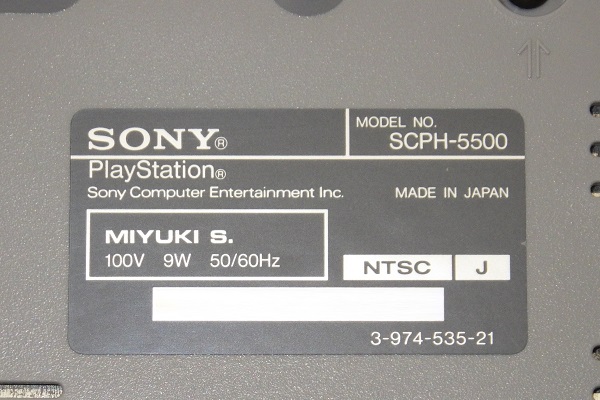 SONY®
MODEL NO.
SCPH-5500
PlayStation®
Sony Computer Entertainment Inc.
MADE IN JAPAN
MIYUKI S.
100V 9W 50/60Hz
NTSC J
3-974-535-21